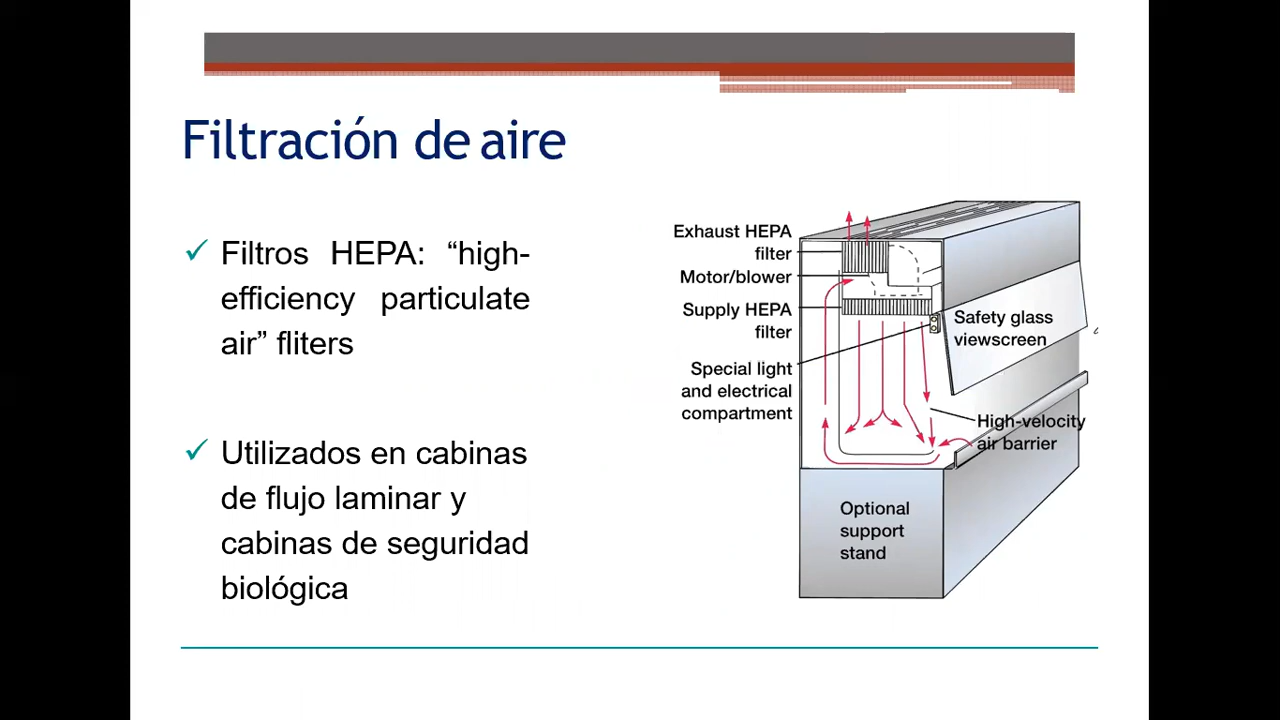 Filtración de aire
Filtros HEPA: “high-
efficiency particulate
air” fliters
Utilizados en cabinas
de flujo laminar y
cabinas de seguridad
biológica
Exhaust HEPA
filter
Motor/blower
Supply HEPA
filter
Special light
and electrical
compartment
Safety glass
viewscreen
High-velocity
air barrier
Optional
support
stand